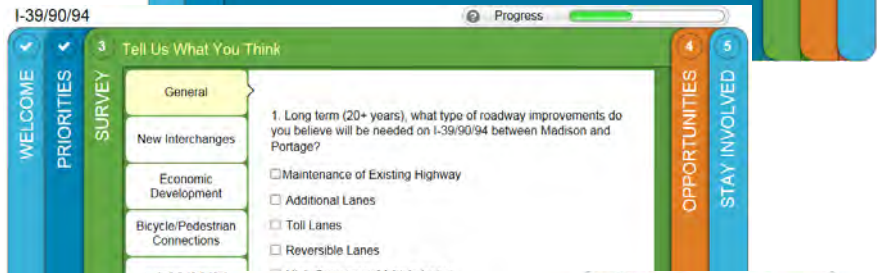 I-39/90/94
Progress
WELCOME
PRIORITIES
3
SURVEY
Tell Us What You Think
General
New Interchanges
Economic
Development
Bicycle/Pedestrian
Connections
1. Long term (20+ years), what type of roadway improvements do
you believe will be needed on I-39/90/94 between Madison and
Portage?
Maintenance of Existing Highway
Additional Lanes
Toll Lanes
Reversible Lanes
4
OPPORTUNITIES
5
STAY INVOLVED